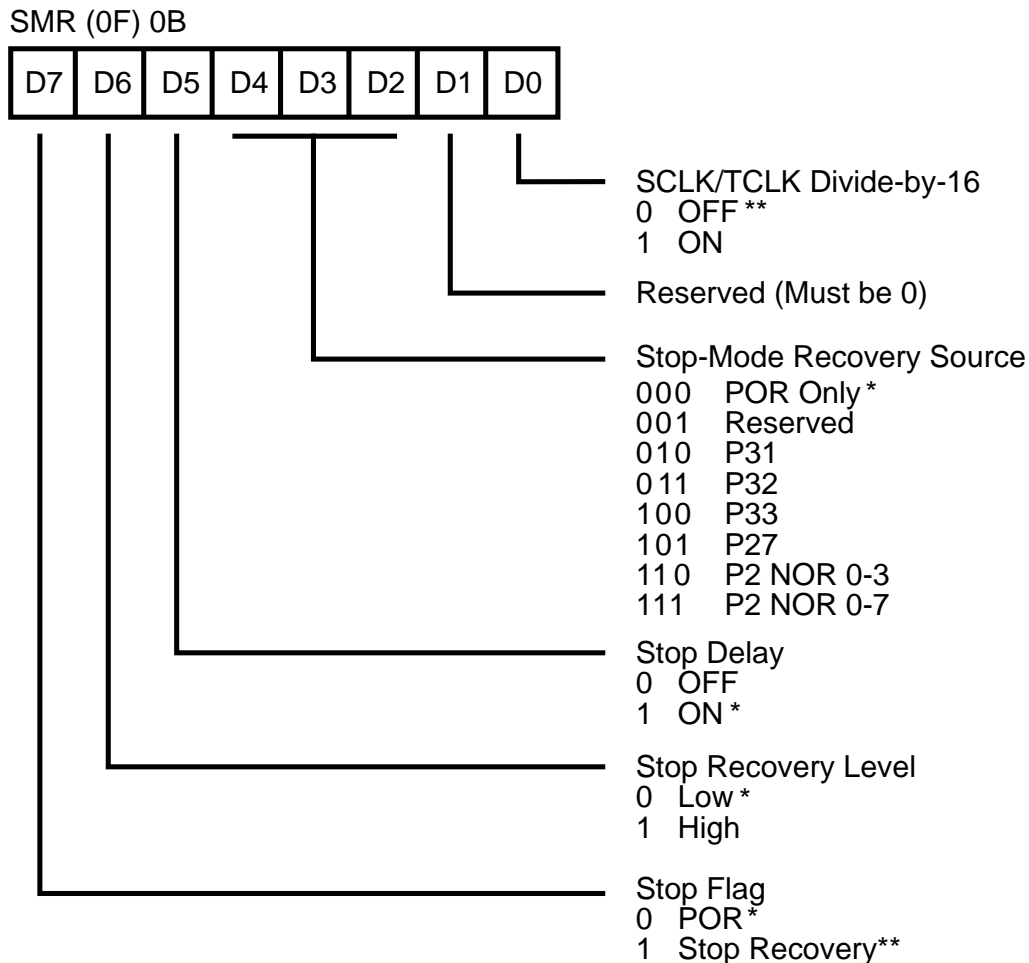 SMR (0F) 0B
D7 D6 D5 D4 D3 D2 D1 D0
SCLK/TCLK Divide-by-16
0 OFF **
1 ON
Reserved (Must be 0)
Stop-Mode Recovery Source
000 POR Only *
001 Reserved
010 P31
011 P32
100 P33
101 P27
110 P2 NOR 0-3
111 P2 NOR 0-7
Stop Delay
0 OFF
1 ON *
Stop Recovery Level
0 Low *
1 High
Stop Flag
0 POR *
1 Stop Recovery**